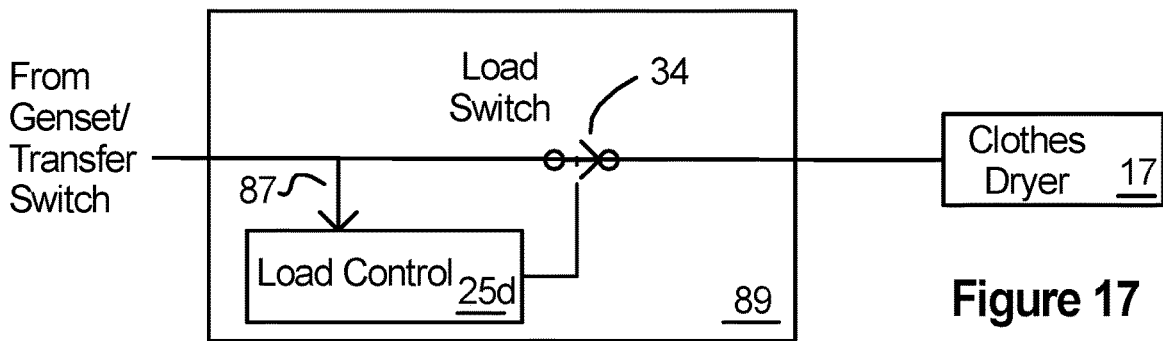 From
Genset/
Transfer
Switch
Load
Switch
34
87
Load Control
25d
89
Clothes
Dryer
17
Figure 17